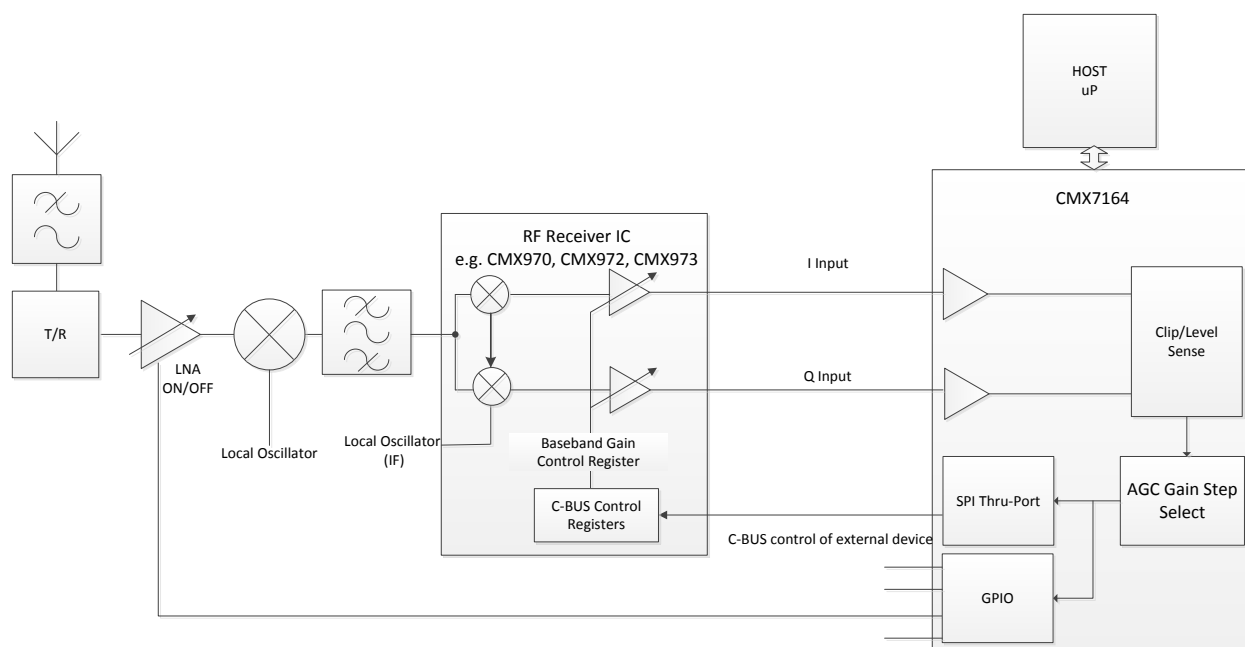 HOST
uP
CMX7164
RF Receiver IC
e.g. CMX970, CMX972, CMX973
I Input
T/R
LNA
ON/OFF
Clip/Level
Sense
Q Input
Local Oscillator
Local Oscillator
(IF)
Baseband Gain
Control Register
C-BUS Control
Registers
SPI Thru-Port
AGC Gain Step
Select
C-BUS control of external device
GPIO